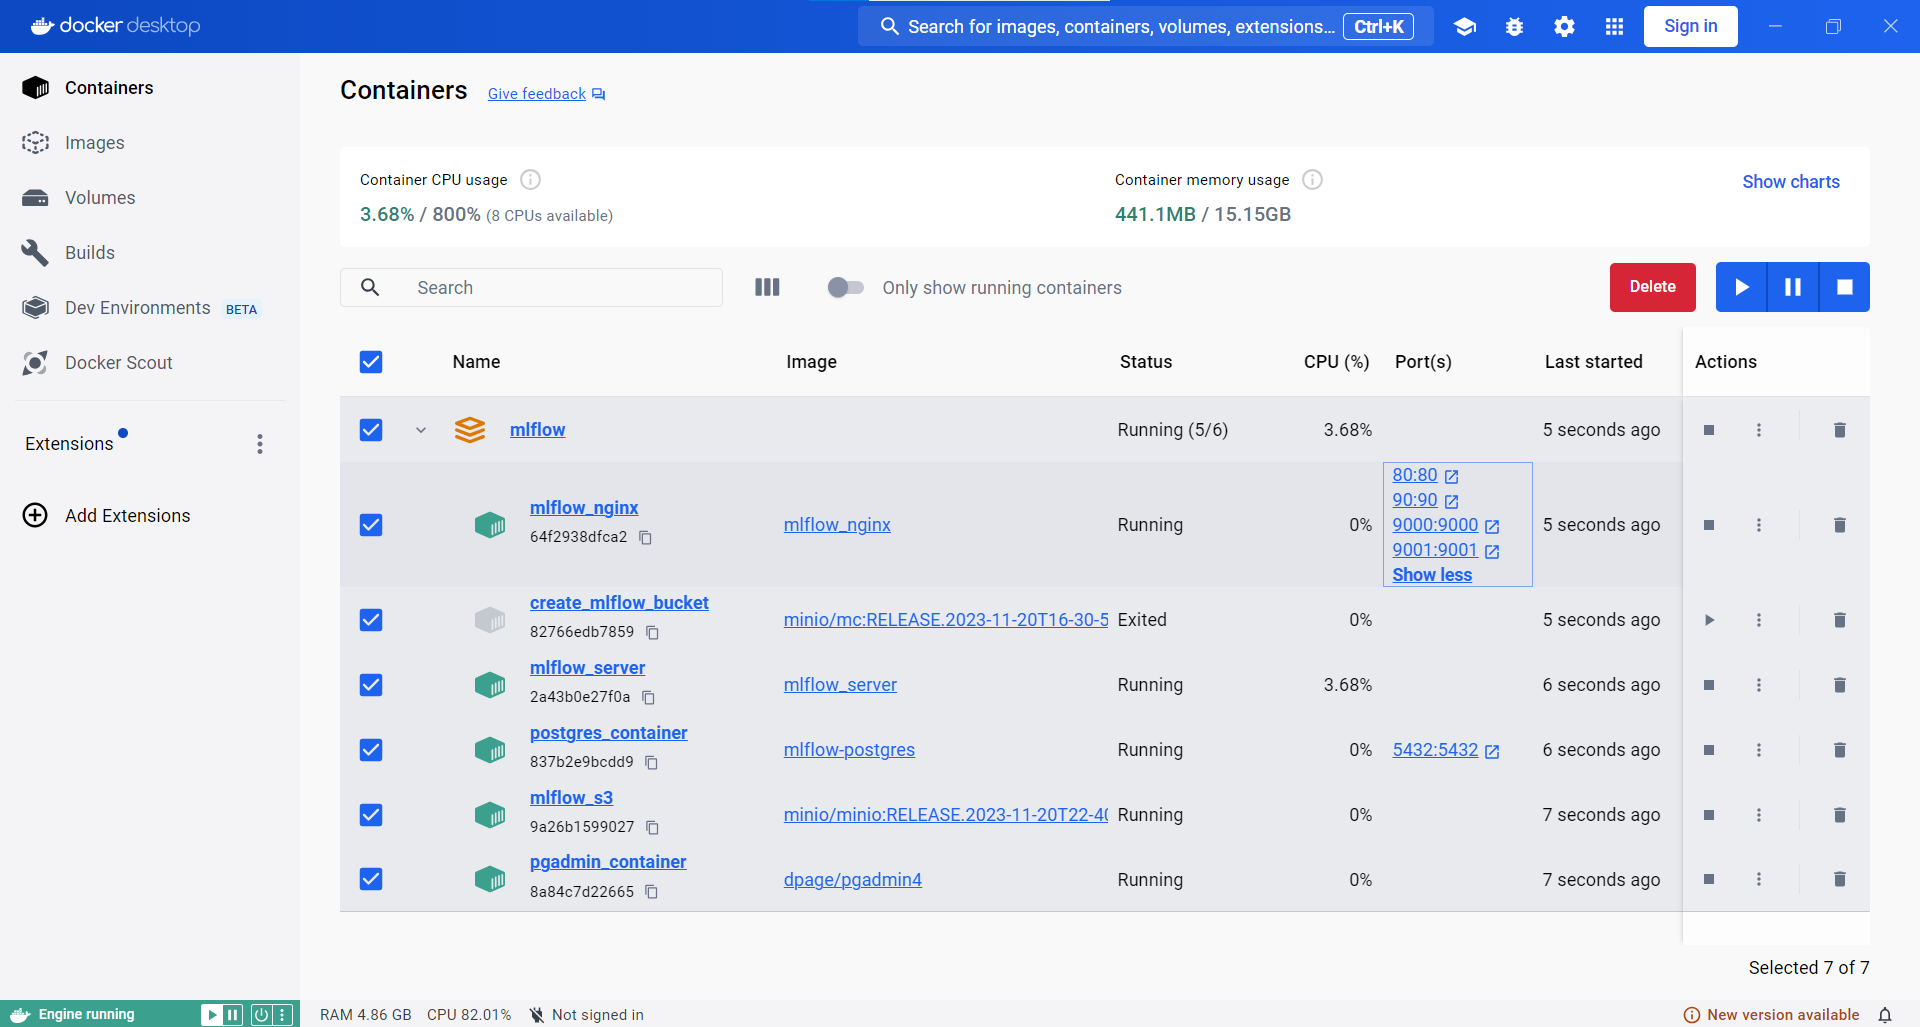 docker desktop
Search for images, containers, volumes, extensions... Ctrl+K
Sign in
Containers
Images
Volumes
Builds
Dev Environments BETA
Docker Scout
Extensions
Add Extensions
Containers Give feedback
Container CPU usage
3.68% / 800% (8 CPUs available)
Container memory usage
441.1MB / 15.15GB
Show charts
Search
Only show running containers
Delete
Name Image Status CPU (%) Port(s) Last started Actions
mlflow Running (5/6) 3.68% 5 seconds ago
mlflow_nginx
64f2938dfca2
mlflow_nginx Running 0%
80:80
90:90
9000:9000
9001:9001
Show less
5 seconds ago
create_mlflow_bucket
82766edb7859
minio/mc:RELEASE.2023-11-20T16-30-5 Exited 0% 5 seconds ago
mlflow_server
2a43b0e27f0a
mlflow_server Running 3.68% 6 seconds ago
postgres_container
837b2e9bcdd9
mlflow-postgres Running 0% 5432:5432 6 seconds ago
mlflow_s3
9a26b1599027
minio/minio:RELEASE.2023-11-20T22-40 Running 0% 7 seconds ago
pgadmin_container
8a84c7d22665
dpage/pgadmin4 Running 0% 7 seconds ago
Selected 7 of 7
Engine running
RAM 4.86 GB CPU 82.01% Not signed in
New version available